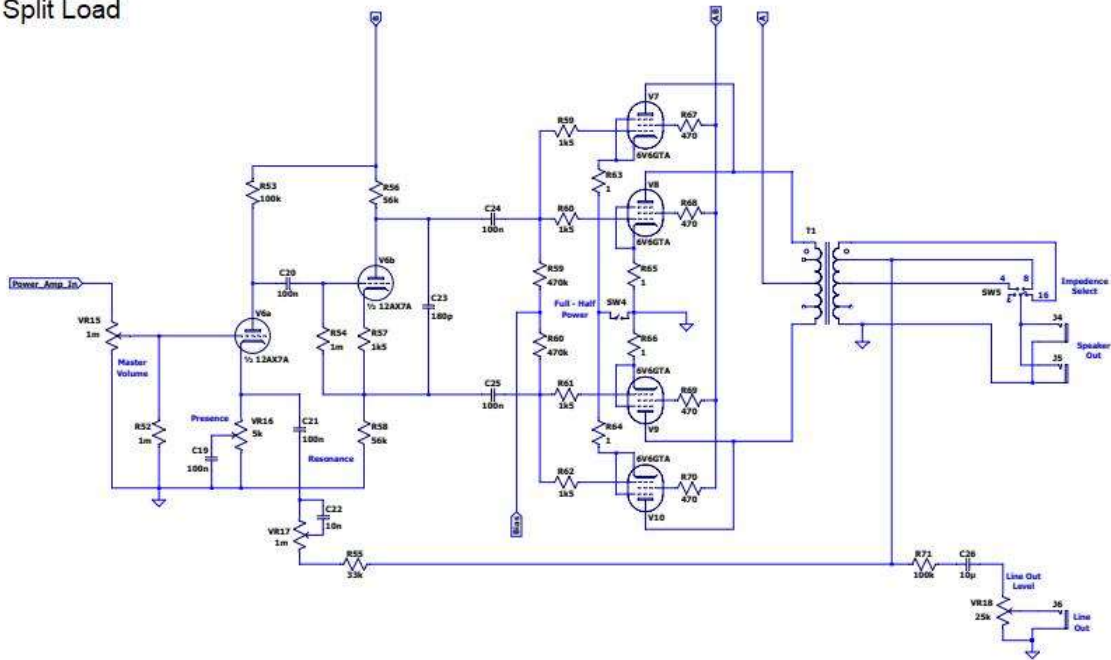 Split Load
B
AB
A
V7
R59
1k5
R67
470
6V6GTA
R63
1
R53
100k
R56
56k
V8
C24
100n
R60
1k5
R68
470
6V6GTA
T1
C20
100n
V6b
½ 12AX7A
Power_Amp_In
R59
470k
R65
1
C23
180p
Full - Half
Power
SW4
4
8
SW5
16
Impedence
Select
VR15
1m
V6a
½ 12AX7A
R54
1m
R57
1k5
J4
Speaker
Out
Master
Volume
R60
470k
R66
1
J5
6V6GTA
C25
100n
R61
1k5
R69
470
V9
R52
1m
Presence
VR16
5k
C21
100n
R58
56k
R64
1
C19
100n
Resonance
6V6GTA
R62
1k5
R70
470
V10
C22
10n
Bias
VR17
1m
R55
33k
R71
100k
C26
10µ
Line Out
Level
VR18
25k
J6
Line
Out